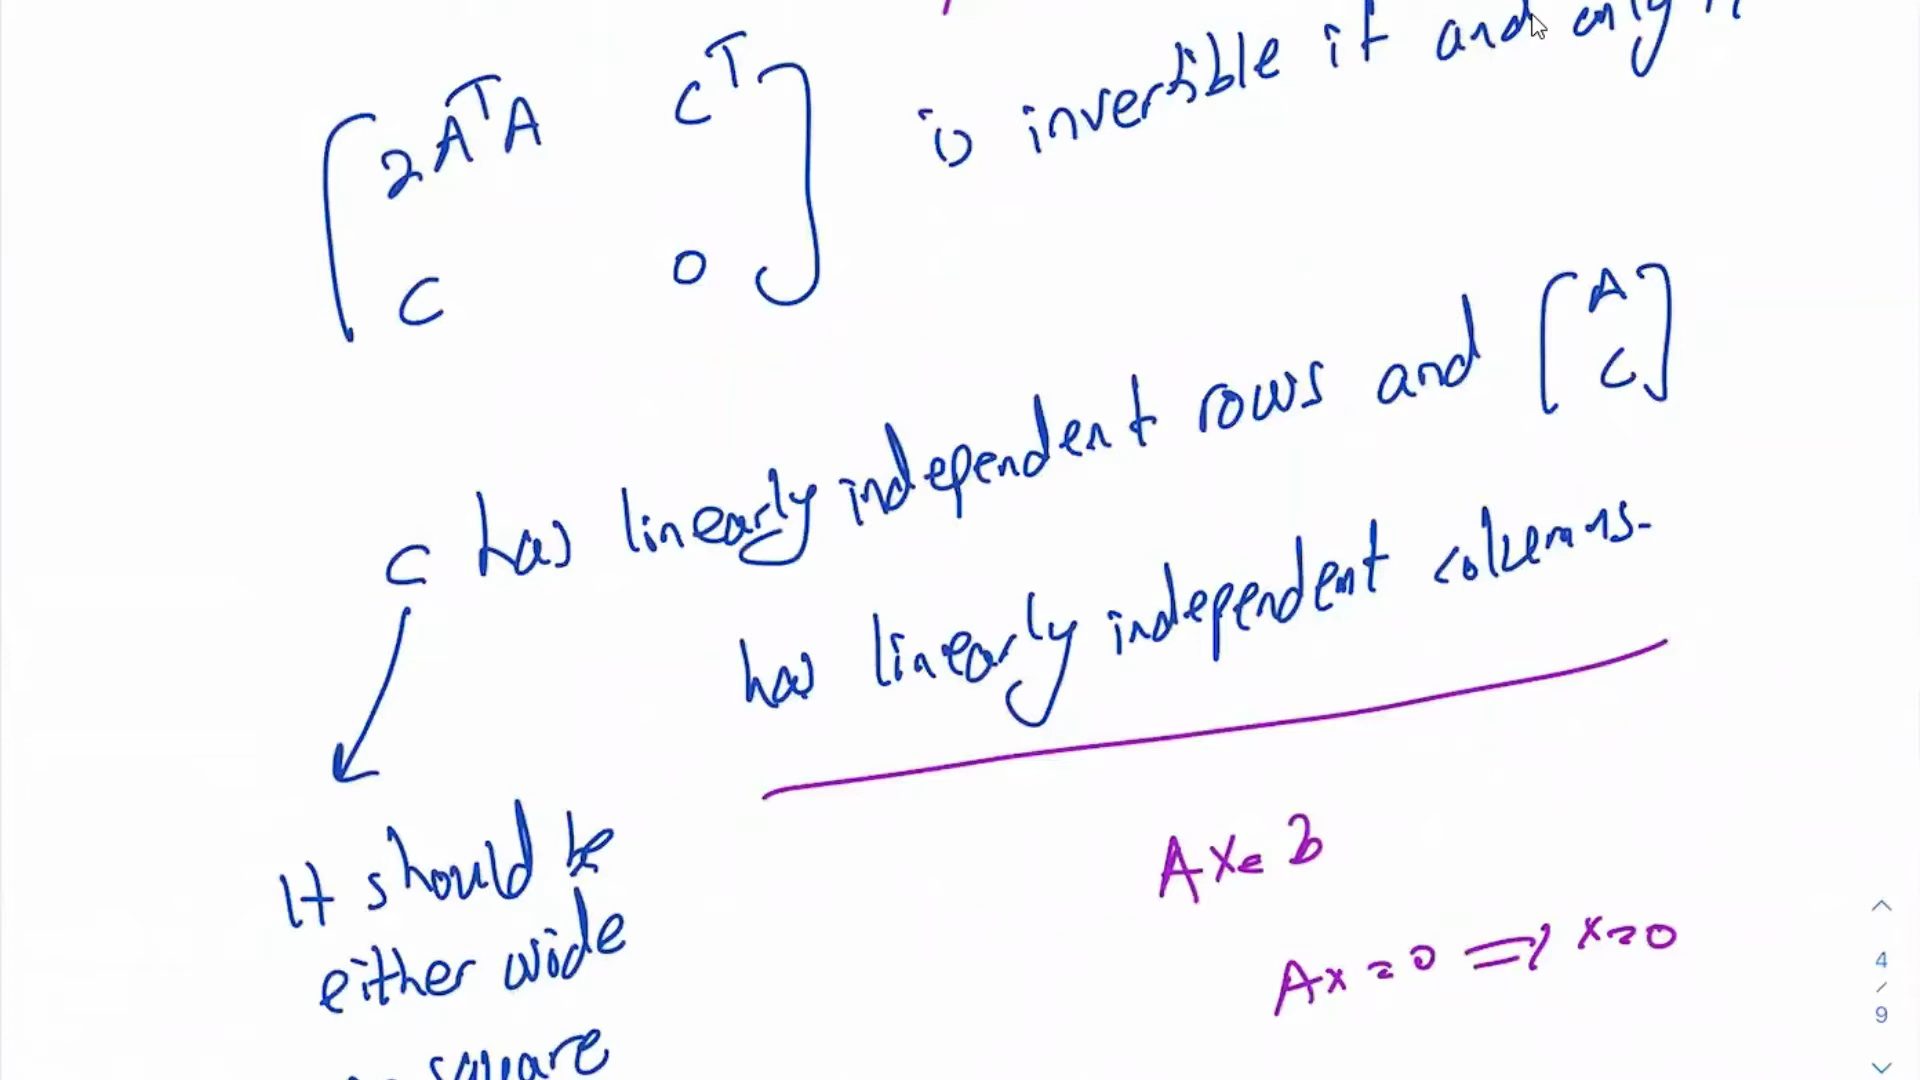 [ 2AᵀA Cᵀ ] is invertible if and only
[ C 0 ]
C has linearly independent rows and [ A
C ]
has linearly independent columns.
It should be
either wide
square
Ax = b
Ax = 0 ⇒ x = 0
4
/
9